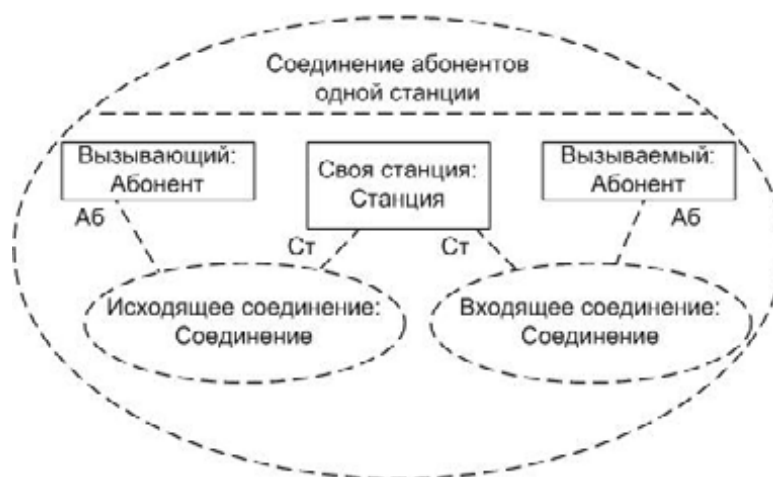 Соединение абонентов
одной станции
Вызывающий:
Абонент
Своя станция:
Станция
Вызываемый:
Абонент
Аб
Ст
Ст
Аб
Исходящее соединение:
Соединение
Входящее соединение:
Соединение